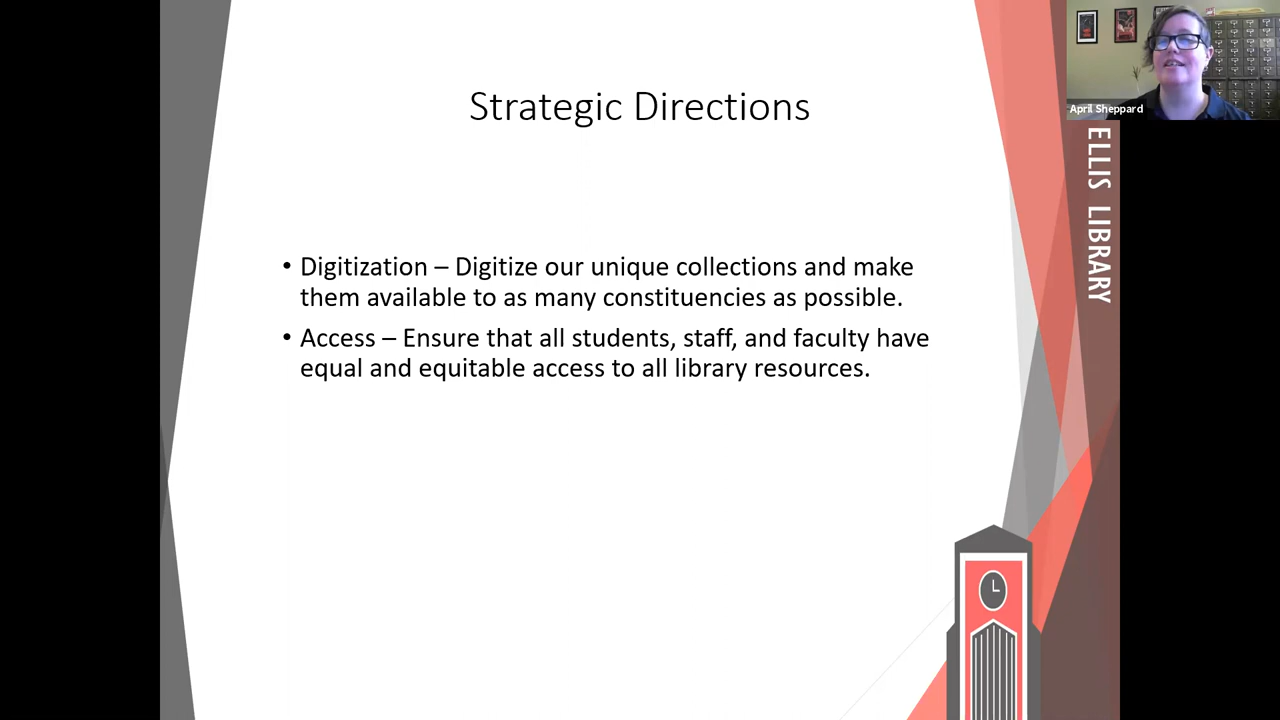 Strategic Directions
• Digitization – Digitize our unique collections and make
them available to as many constituencies as possible.
• Access – Ensure that all students, staff, and faculty have
equal and equitable access to all library resources.
April Sheppard
ELLIS LIBRARY